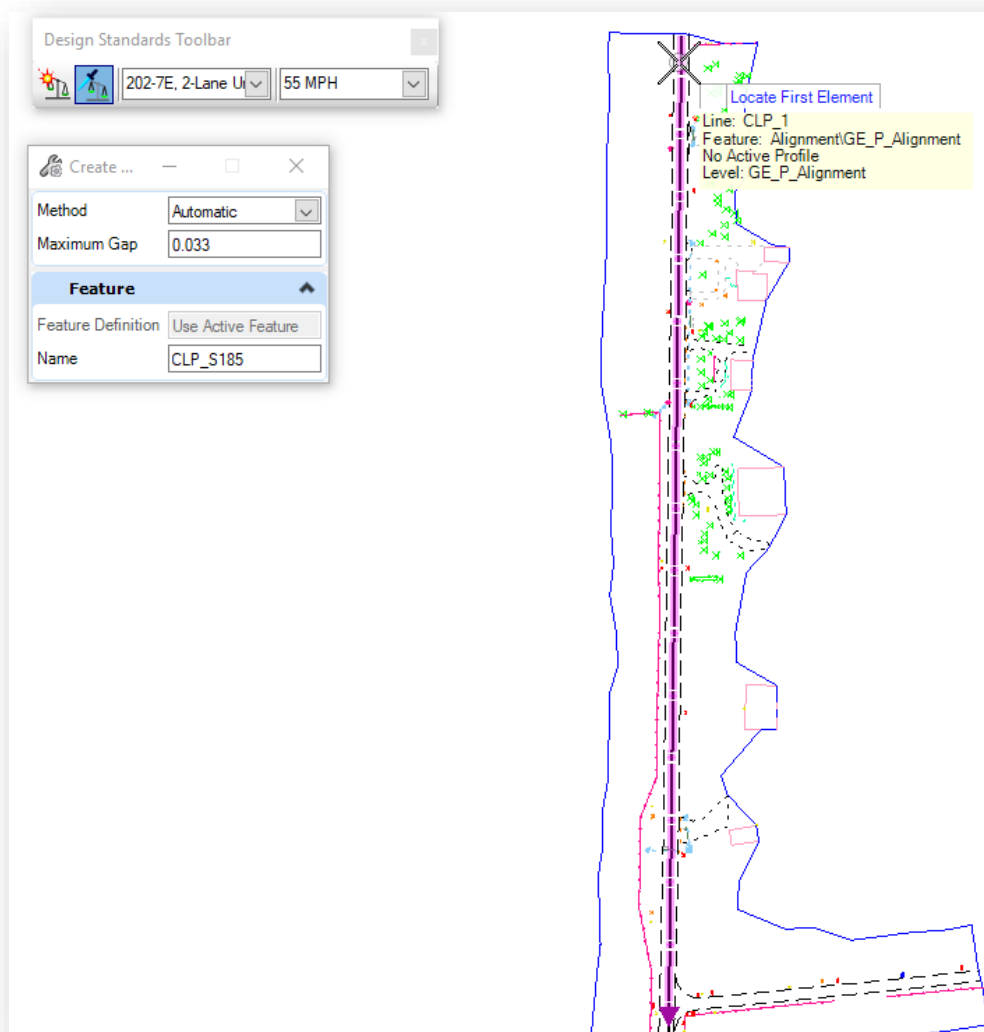 Design Standards Toolbar
202-7E, 2-Lane Ur
55 MPH
Create ...
Method
Automatic
Maximum Gap
0.033
Feature
Feature Definition
Use Active Feature
Name
CLP_S185
Locate First Element
Line: CLP_1
Feature: Alignment\GE_P_Alignment
No Active Profile
Level: GE_P_Alignment